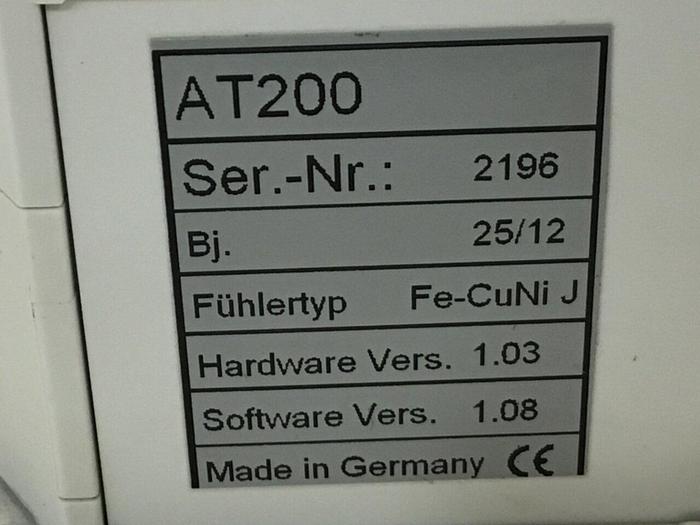 AT200
Ser.-Nr.: 2196
Bj. 25/12
Fühlertyp Fe-CuNi J
Hardware Vers. 1.03
Software Vers. 1.08
Made in Germany CE